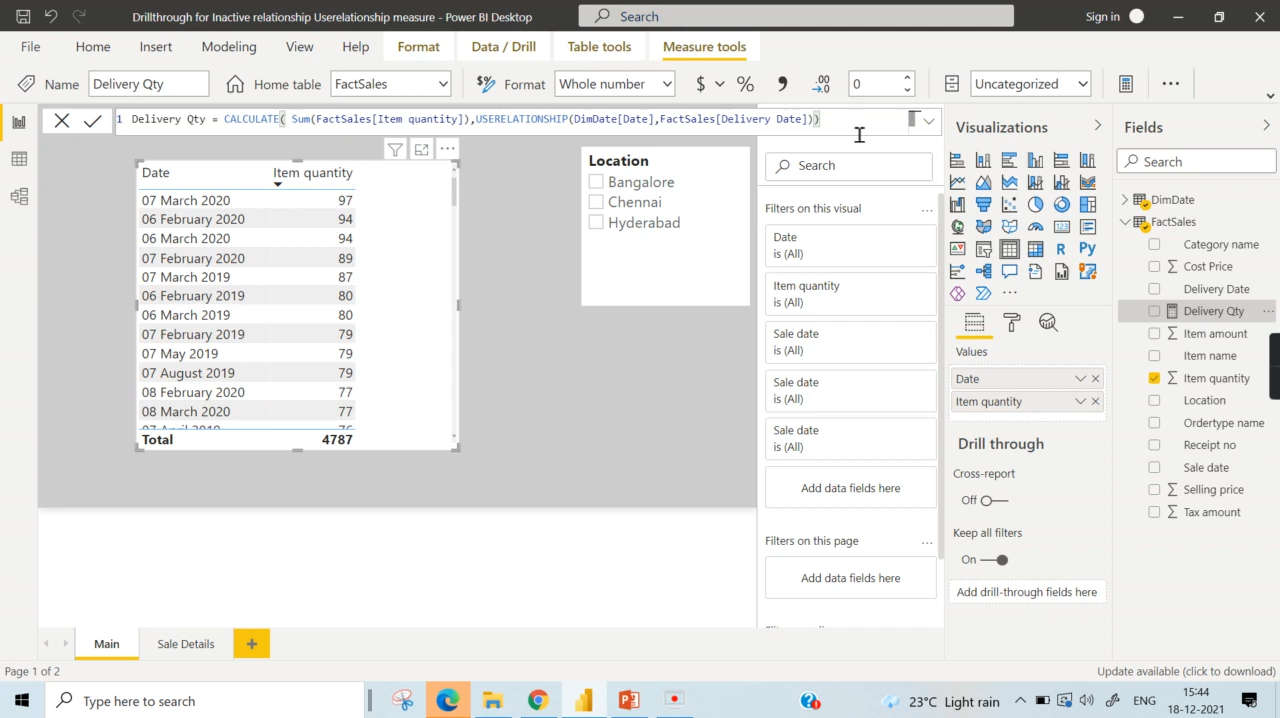 Drillthrough for Inactive relationship Userelationship measure - Power BI Desktop
Search
Sign in
File
Home
Insert
Modeling
View
Help
Format
Data / Drill
Table tools
Measure tools
Name
Delivery Qty
Home table
FactSales
Format
Whole number
$
%
0
Uncategorized
1 Delivery Qty = CALCULATE( Sum(FactSales[Item quantity]),USERELATIONSHIP(DimDate[Date],FactSales[Delivery Date]))
Date Item quantity
07 March 2020 97
06 February 2020 94
06 March 2020 94
07 February 2020 89
07 March 2019 87
06 February 2019 80
06 March 2019 80
07 February 2019 79
07 May 2019 79
07 August 2019 79
08 February 2020 77
08 March 2020 77
07 April 2019 76
Total 4787
Location
Bangalore
Chennai
Hyderabad
Search
Filters on this visual
Date
is (All)
Item quantity
is (All)
Sale date
is (All)
Sale date
is (All)
Sale date
is (All)
Add data fields here
Filters on this page
Add data fields here
Visualizations
R
Py
123
Values
Date
Item quantity
Drill through
Cross-report
Off
Keep all filters
On
Add drill-through fields here
Fields
Search
DimDate
FactSales
Category name
Cost Price
Delivery Date
Delivery Qty
Item amount
Item name
Item quantity
Location
Ordertype name
Receipt no
Sale date
Selling price
Tax amount
Main
Sale Details
Page 1 of 2
Update available (click to download)
Type here to search
23°C Light rain
ENG
15:44
18-12-2021